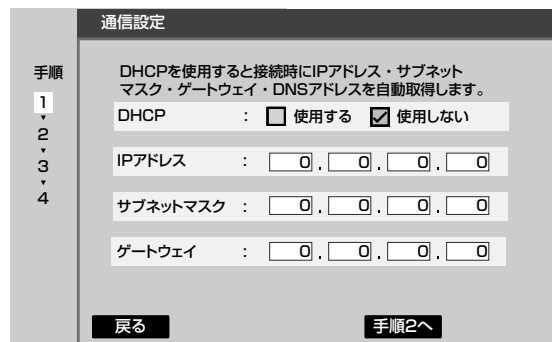 通信設定
手順
1
2
3
4
DHCPを使用すると接続時にIPアドレス・サブネット
マスク・ゲートウェイ・DNSアドレスを自動取得します。
DHCP : 使用する 使用しない
IPアドレス : 0 . 0 . 0 . 0
サブネットマスク : 0 . 0 . 0 . 0
ゲートウェイ : 0 . 0 . 0 . 0
戻る 手順2へ